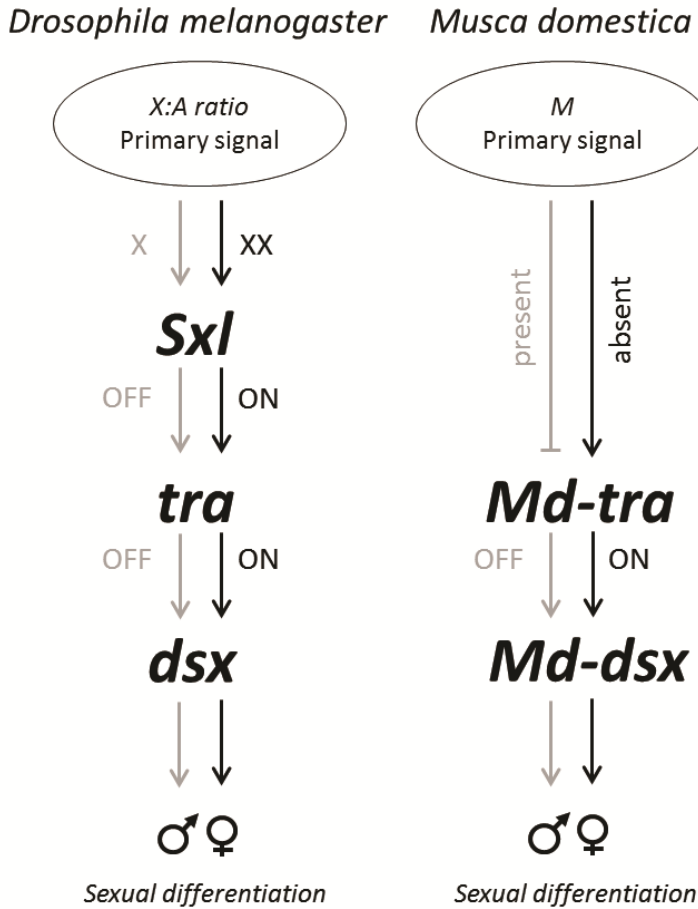 Drosophila melanogaster
X:A ratio
Primary signal
X
XX
Sxl
OFF
ON
tra
OFF
ON
dsx
♂♀
Sexual differentiation
Musca domestica
M
Primary signal
present
absent
Md-tra
OFF
ON
Md-dsx
♂♀
Sexual differentiation